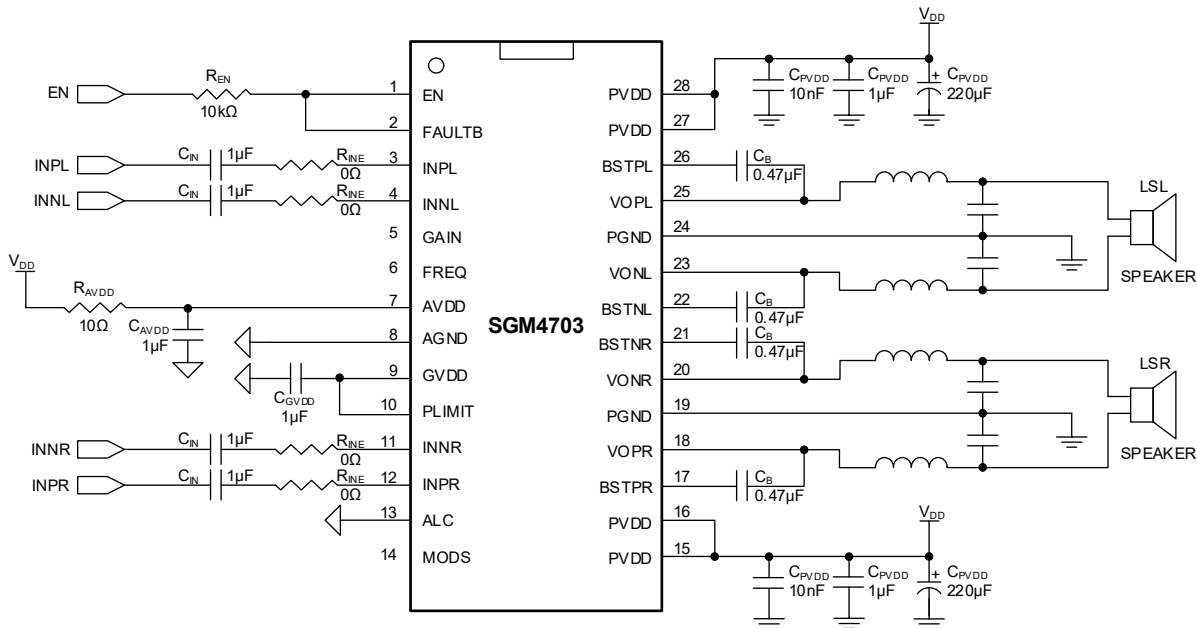 EN
R_EN
10kΩ
1
EN
2
FAULTB
INPL
C_IN
1µF
R_INE
0Ω
3
INPL
INNL
C_IN
1µF
R_INE
0Ω
4
INNL
5
GAIN
6
FREQ
V_DD
R_AVDD
10Ω
C_AVDD
1µF
7
AVDD
8
AGND
C_GVDD
1µF
9
GVDD
10
PLIMIT
INNR
C_IN
1µF
R_INE
0Ω
11
INNR
INPR
C_IN
1µF
R_INE
0Ω
12
INPR
13
ALC
14
MODS
SGM4703
V_DD
C_PVDD
10nF
C_PVDD
1µF
+
C_PVDD
220µF
PVDD
28
PVDD
27
BSTPL
26
C_B
0.47µF
VOPL
25
PGND
24
VONL
23
BSTNL
22
C_B
0.47µF
LSL
SPEAKER
BSTNR
21
C_B
0.47µF
VONR
20
PGND
19
VOPR
18
BSTPR
17
C_B
0.47µF
LSR
SPEAKER
PVDD
16
PVDD
15
V_DD
C_PVDD
10nF
C_PVDD
1µF
+
C_PVDD
220µF